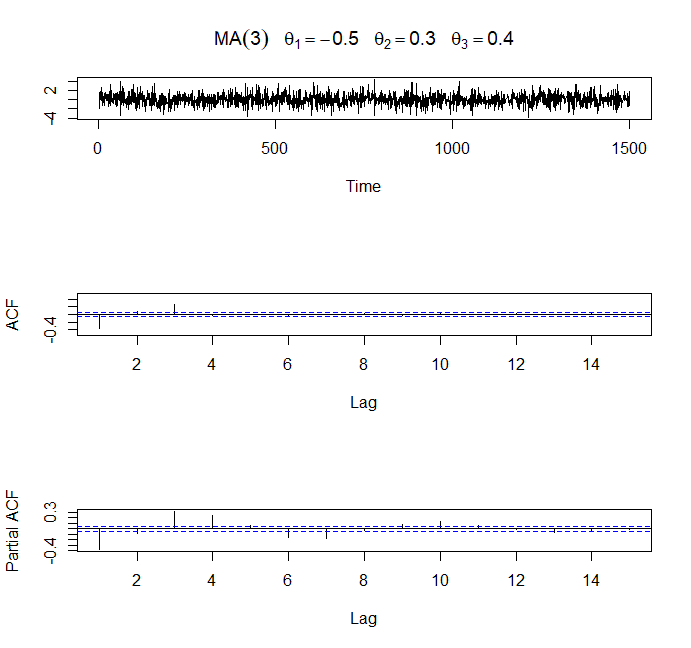 MA(3) θ₁ = −0.5 θ₂ = 0.3 θ₃ = 0.4
2
-4
0 500 1000 1500
Time
ACF
-0.4
2 4 6 8 10 12 14
Lag
Partial ACF
0.3
-0.4
2 4 6 8 10 12 14
Lag